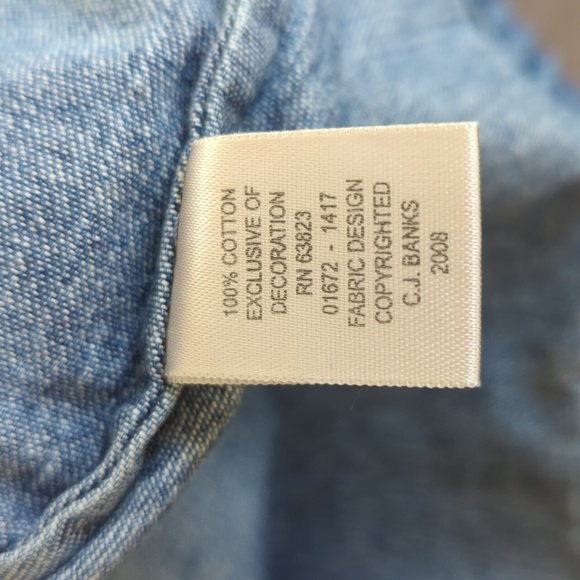 100% COTTON
EXCLUSIVE OF
DECORATION
RN 63823
01672 - 1417
FABRIC DESIGN
COPYRIGHTED
C.J. BANKS
2008